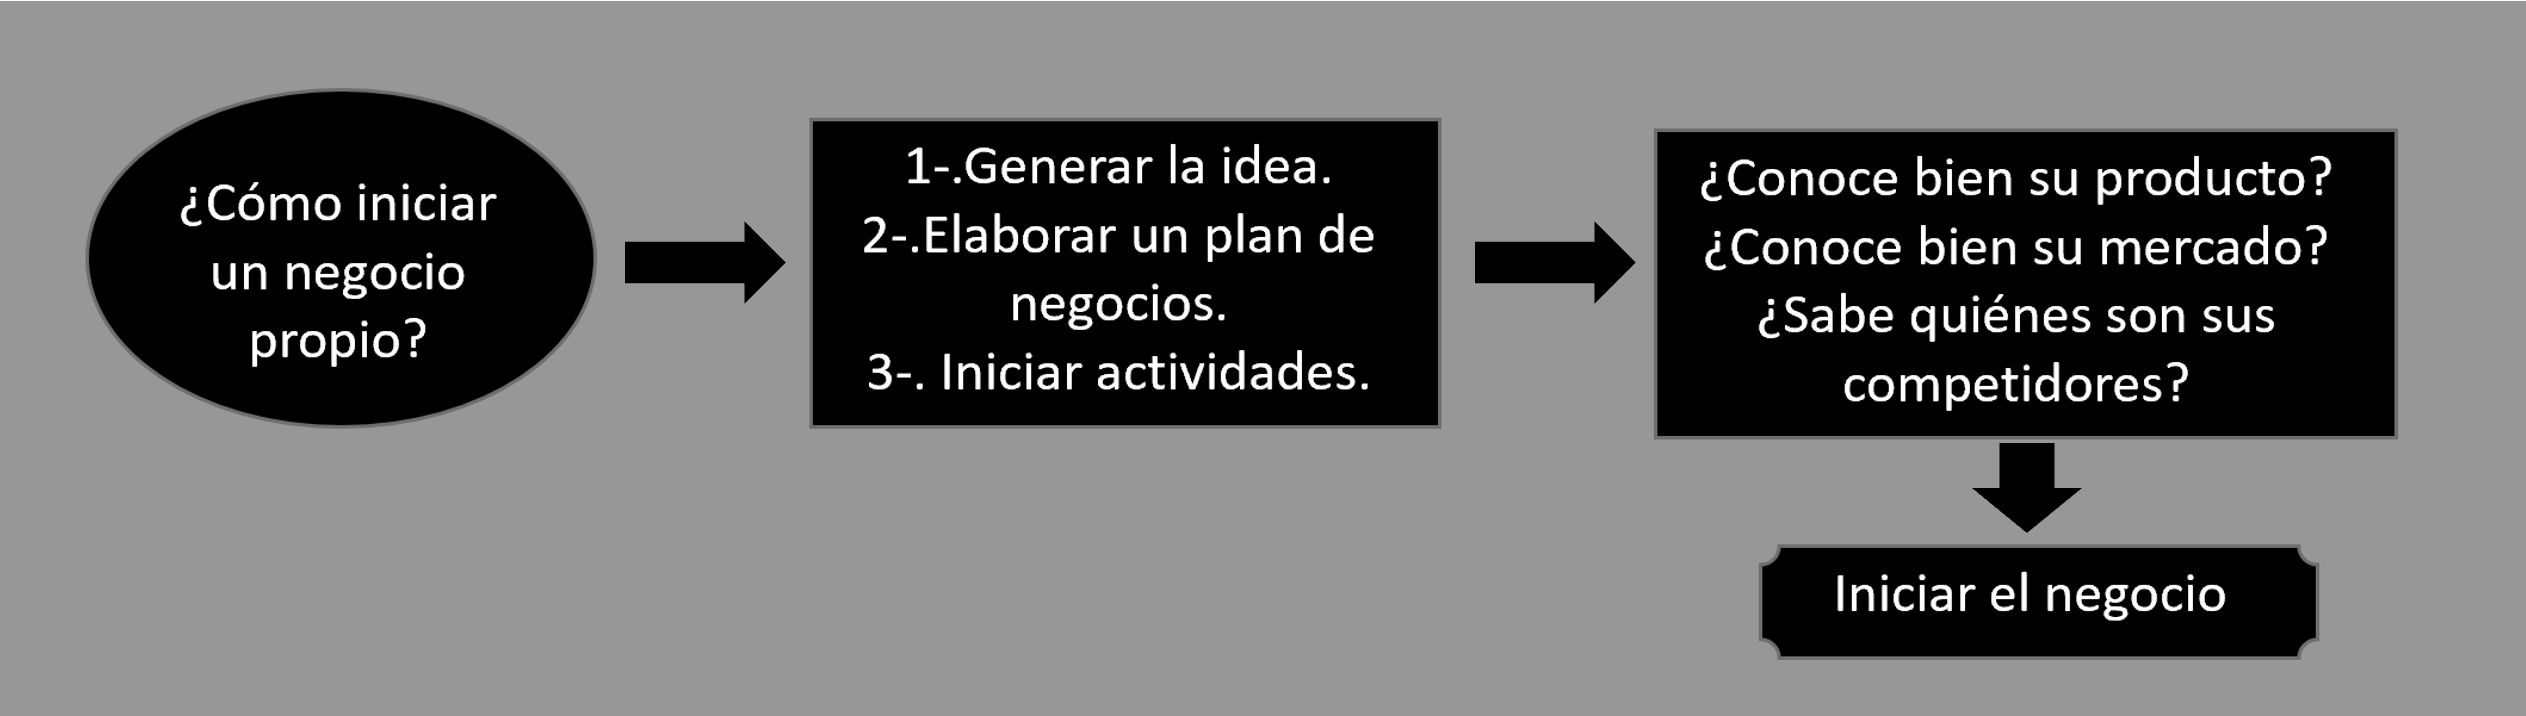 ¿Cómo iniciar
un negocio
propio?
1-.Generar la idea.
2-.Elaborar un plan de
negocios.
3-. Iniciar actividades.
¿Conoce bien su producto?
¿Conoce bien su mercado?
¿Sabe quiénes son sus
competidores?
Iniciar el negocio